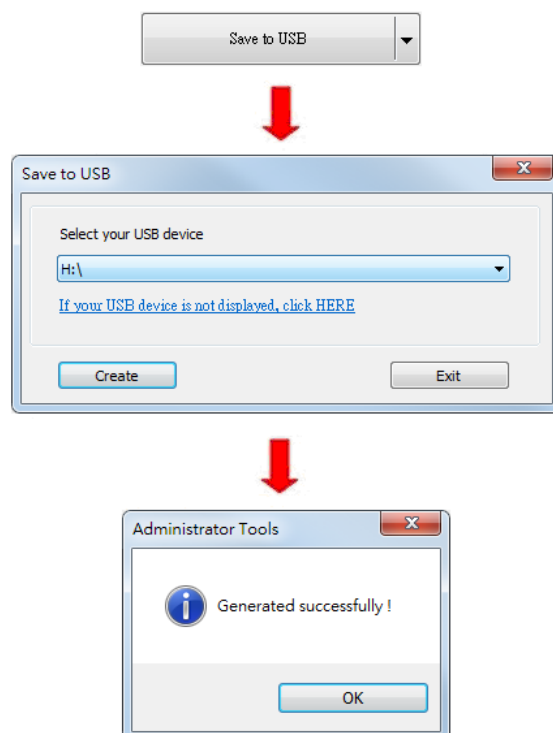 Save to USB
Save to USB
Select your USB device
H:\
If your USB device is not displayed, click HERE
Create Exit
Administrator Tools
Generated successfully !
OK